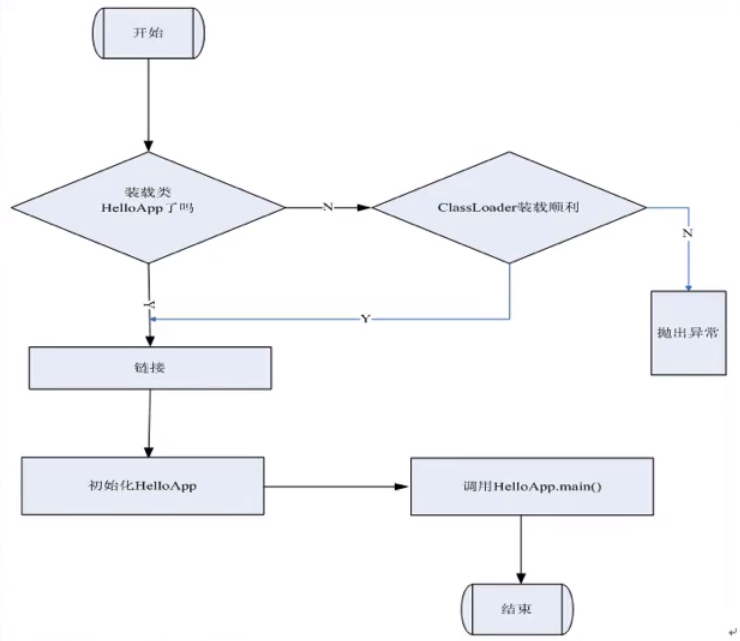 开始
装载类
HelloApp了吗
N
ClassLoader装载顺利
N
Y
Y
抛出异常
链接
初始化HelloApp
调用HelloApp.main()
结束